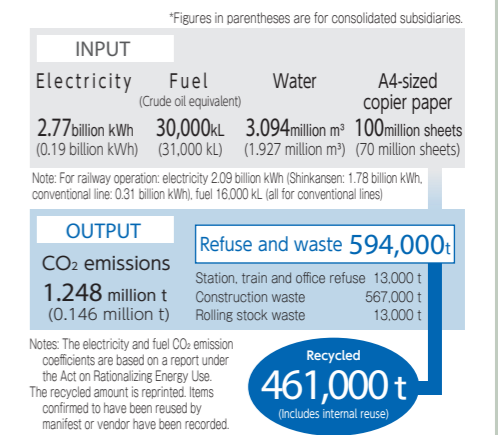 *Figures in parentheses are for consolidated subsidiaries.
INPUT
Electricity
2.77billion kWh
(0.19 billion kWh)
Fuel
(Crude oil equivalent)
30,000kL
(31,000 kL)
Water
3.094million m³
(1.927 million m³)
A4-sized
copier paper
100million sheets
(70 million sheets)
Note: For railway operation: electricity 2.09 billion kWh (Shinkansen: 1.78 billion kWh,
conventional line: 0.31 billion kWh), fuel 16,000 kL (all for conventional lines)
OUTPUT
CO₂ emissions
1.248 million t
(0.146 million t)
Refuse and waste 594,000t
Station, train and office refuse 13,000 t
Construction waste 567,000 t
Rolling stock waste 13,000 t
Notes: The electricity and fuel CO₂ emission
coefficients are based on a report under
the Act on Rationalizing Energy Use.
The recycled amount is reprinted. Items
confirmed to have been reused by
manifest or vendor have been recorded.
Recycled
461,000 t
(Includes internal reuse)